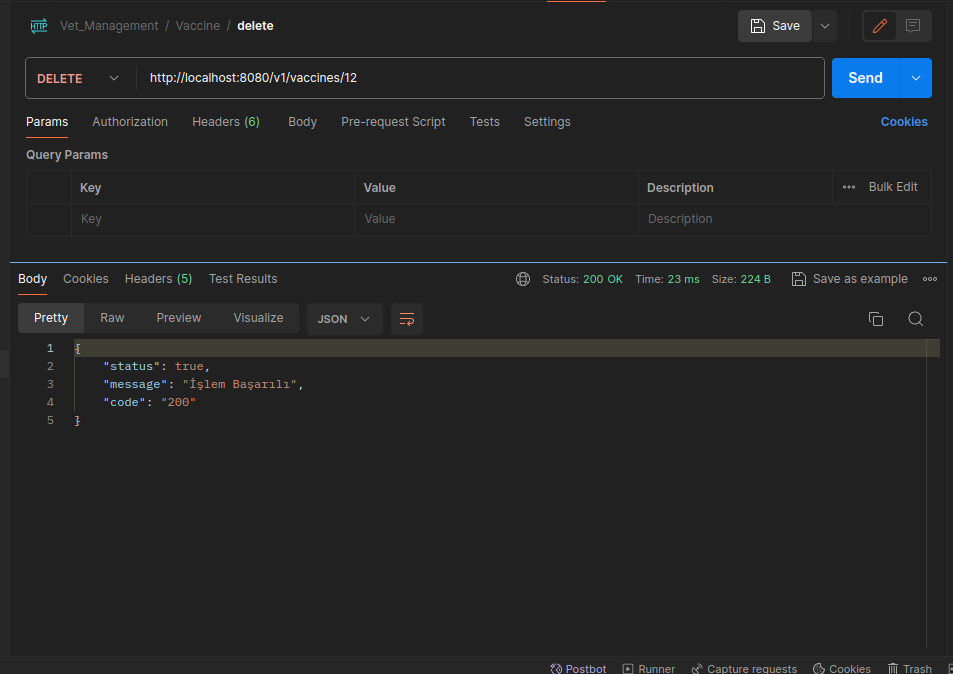 HTTP Vet_Management / Vaccine / delete Save
DELETE http://localhost:8080/v1/vaccines/12 Send
Params Authorization Headers (6) Body Pre-request Script Tests Settings Cookies
Query Params
Key Value Description Bulk Edit
Key Value Description
Body Cookies Headers (5) Test Results Status: 200 OK Time: 23 ms Size: 224 B Save as example
Pretty Raw Preview Visualize JSON
1 {
2 "status": true,
3 "message": "İşlem Başarılı",
4 "code": "200"
5 }
Postbot Runner Capture requests Cookies Trash